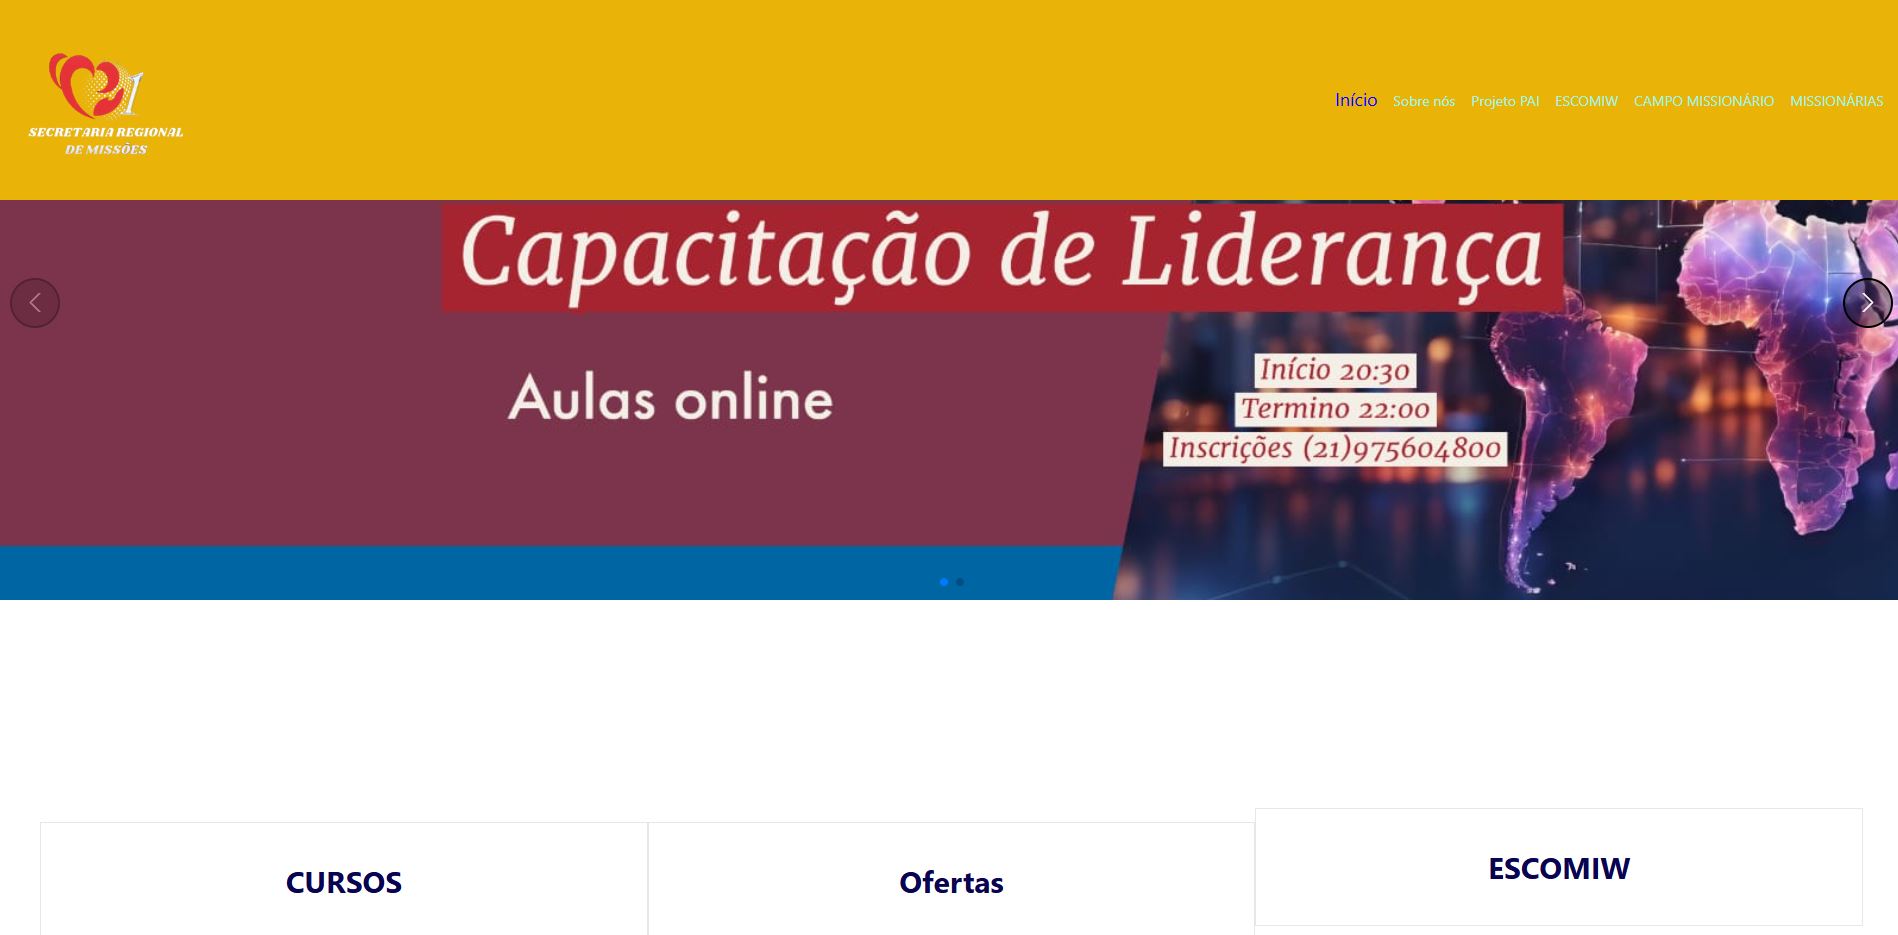 1
SECRETARIA REGIONAL
DE MISSÕES
Início Sobre nós Projeto PAI ESCOMIW CAMPO MISSIONÁRIO MISSIONÁRIAS
Capacitação de Liderança
Aulas online
Início 20:30
Termino 22:00
Inscrições (21)975604800
CURSOS
Ofertas
ESCOMIW